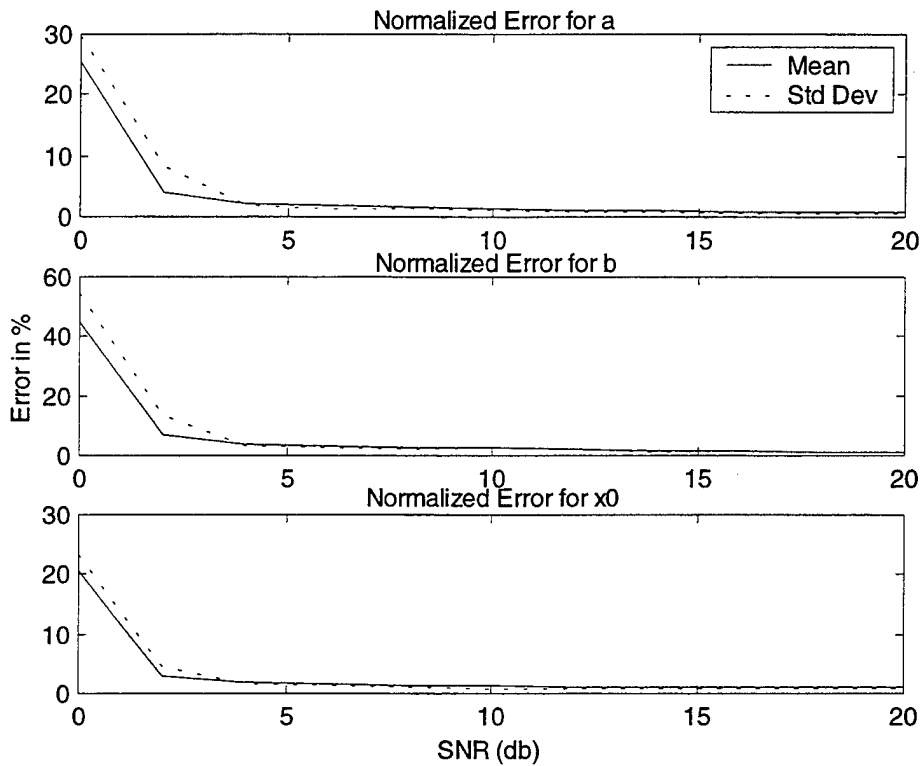 Normalized Error for a
30
20
10
0
Mean
Std Dev
0 5 10 15 20
Normalized Error for b
60
40
20
0
Error in %
0 5 10 15 20
Normalized Error for x0
30
20
10
0
0 5 10 15 20
SNR (db)